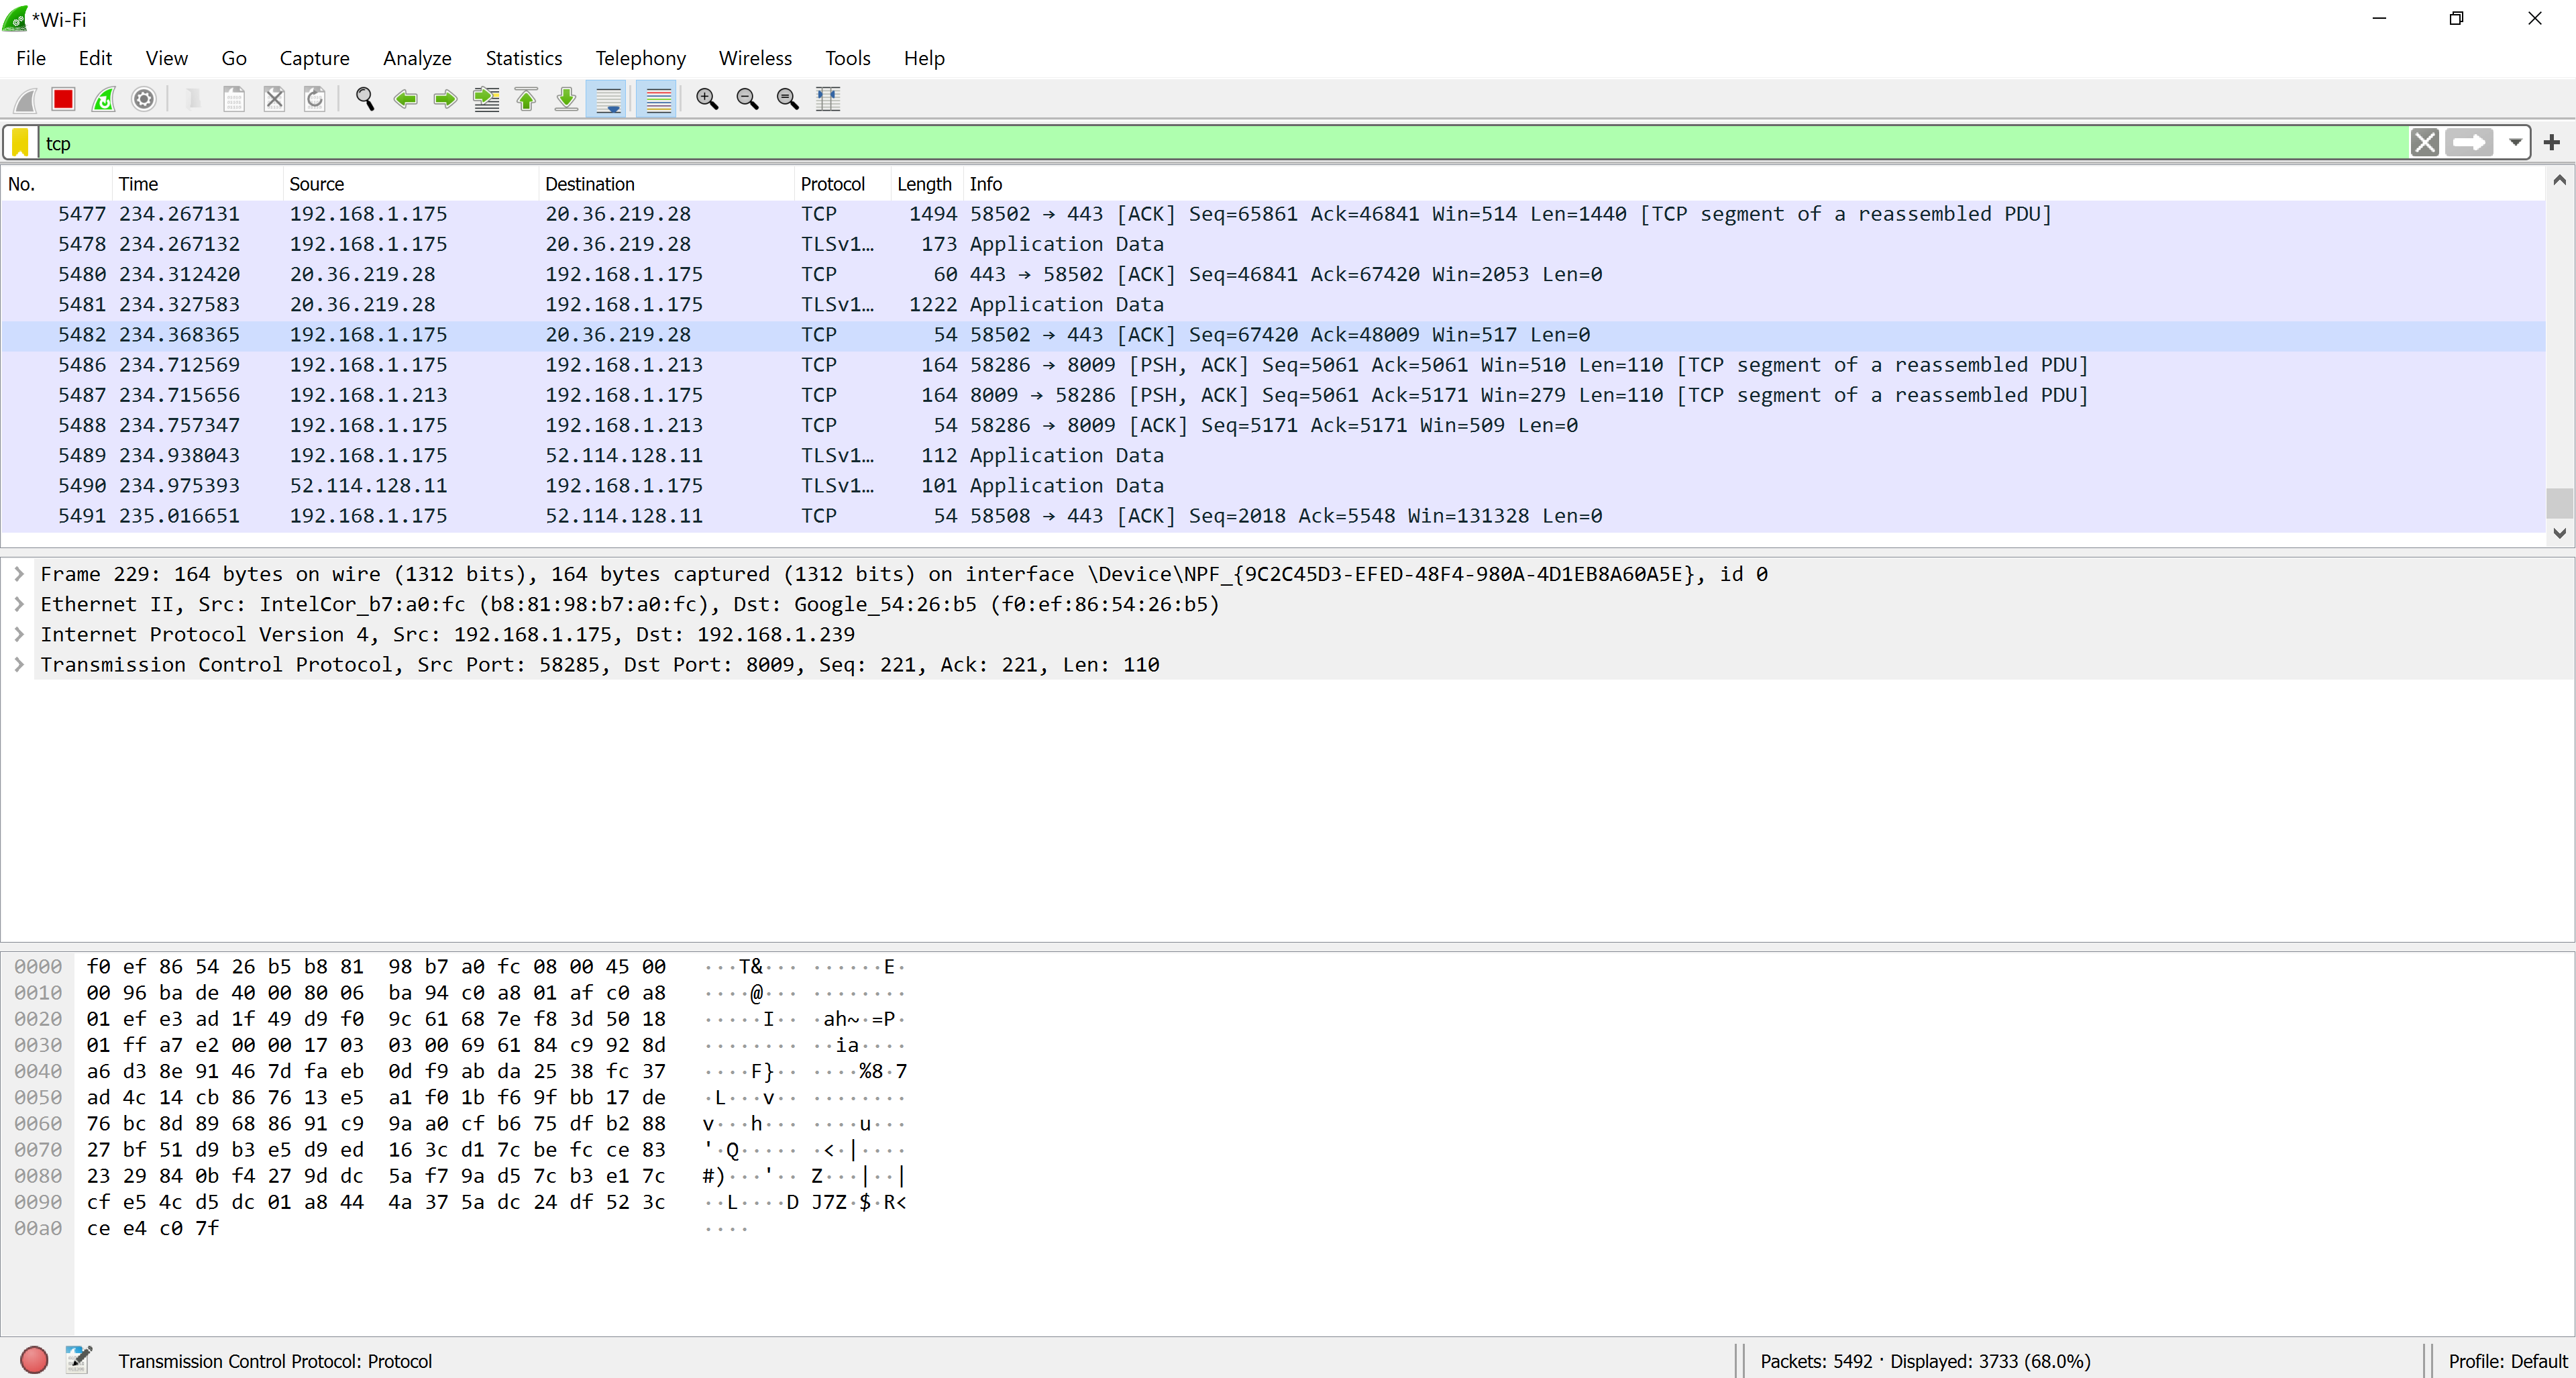 *Wi-Fi
File Edit View Go Capture Analyze Statistics Telephony Wireless Tools Help
tcp
No. Time Source Destination Protocol Length Info
5477 234.267131 192.168.1.175 20.36.219.28 TCP 1494 58502 → 443 [ACK] Seq=65861 Ack=46841 Win=514 Len=1440 [TCP segment of a reassembled PDU]
5478 234.267132 192.168.1.175 20.36.219.28 TLSv1… 173 Application Data
5480 234.312420 20.36.219.28 192.168.1.175 TCP 60 443 → 58502 [ACK] Seq=46841 Ack=67420 Win=2053 Len=0
5481 234.327583 20.36.219.28 192.168.1.175 TLSv1… 1222 Application Data
5482 234.368365 192.168.1.175 20.36.219.28 TCP 54 58502 → 443 [ACK] Seq=67420 Ack=48009 Win=517 Len=0
5486 234.712569 192.168.1.175 192.168.1.213 TCP 164 58286 → 8009 [PSH, ACK] Seq=5061 Ack=5061 Win=510 Len=110 [TCP segment of a reassembled PDU]
5487 234.715656 192.168.1.213 192.168.1.175 TCP 164 8009 → 58286 [PSH, ACK] Seq=5061 Ack=5171 Win=279 Len=110 [TCP segment of a reassembled PDU]
5488 234.757347 192.168.1.175 192.168.1.213 TCP 54 58286 → 8009 [ACK] Seq=5171 Ack=5171 Win=509 Len=0
5489 234.938043 192.168.1.175 52.114.128.11 TLSv1… 112 Application Data
5490 234.975393 52.114.128.11 192.168.1.175 TLSv1… 101 Application Data
5491 235.016651 192.168.1.175 52.114.128.11 TCP 54 58508 → 443 [ACK] Seq=2018 Ack=5548 Win=131328 Len=0
Frame 229: 164 bytes on wire (1312 bits), 164 bytes captured (1312 bits) on interface \Device\NPF_{9C2C45D3-EFED-48F4-980A-4D1EB8A60A5E}, id 0
Ethernet II, Src: IntelCor_b7:a0:fc (b8:81:98:b7:a0:fc), Dst: Google_54:26:b5 (f0:ef:86:54:26:b5)
Internet Protocol Version 4, Src: 192.168.1.175, Dst: 192.168.1.239
Transmission Control Protocol, Src Port: 58285, Dst Port: 8009, Seq: 221, Ack: 221, Len: 110
0000 f0 ef 86 54 26 b5 b8 81 98 b7 a0 fc 08 00 45 00 ···T&··· ······E·
0010 00 96 ba de 40 00 80 06 ba 94 c0 a8 01 af c0 a8 ····@··· ········
0020 01 ef e3 ad 1f 49 d9 f0 9c 61 68 7e f8 3d 50 18 ·····I·· ·ah~·=P·
0030 01 ff a7 e2 00 00 17 03 03 00 69 61 84 c9 92 8d ········ ··ia····
0040 a6 d3 8e 91 46 7d fa eb 0d f9 ab da 25 38 fc 37 ····F}·· ····%8·7
0050 ad 4c 14 cb 86 76 13 e5 a1 f0 1b f6 9f bb 17 de ·L···v·· ········
0060 76 bc 8d 89 68 86 91 c9 9a a0 cf b6 75 df b2 88 v···h··· ····u···
0070 27 bf 51 d9 b3 e5 d9 ed 16 3c d1 7c be fc ce 83 '·Q····· ·<·|····
0080 23 29 84 0b f4 27 9d dc 5a f7 9a d5 7c b3 e1 7c #)···'·· Z···|··|
0090 cf e5 4c d5 dc 01 a8 44 4a 37 5a dc 24 df 52 3c ··L····D J7Z·$·R<
00a0 ce e4 c0 7f ····
Transmission Control Protocol: Protocol Packets: 5492 · Displayed: 3733 (68.0%) Profile: Default